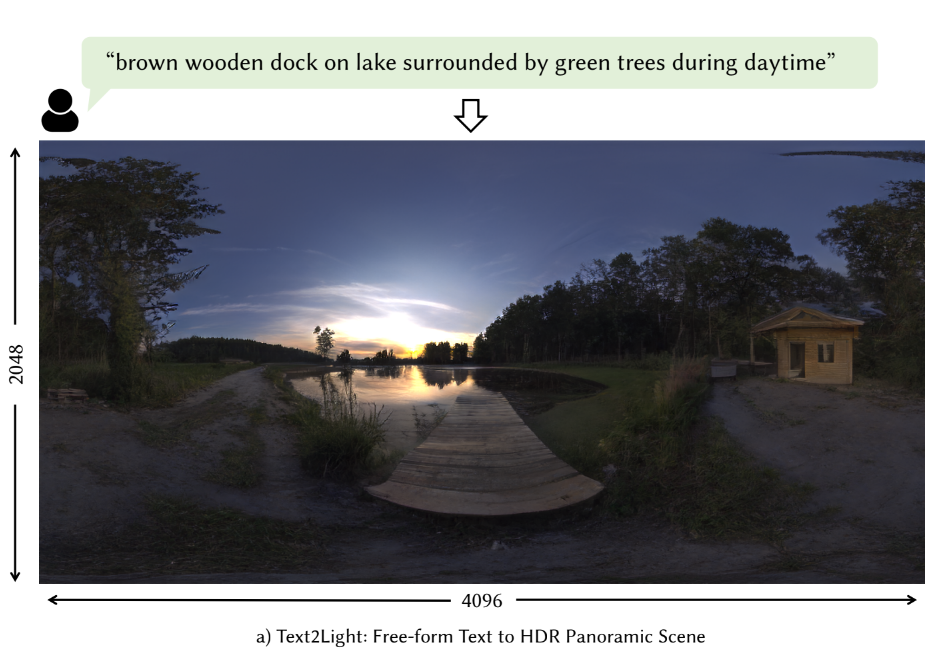 “brown wooden dock on lake surrounded by green trees during daytime”
2048
4096
a) Text2Light: Free-form Text to HDR Panoramic Scene